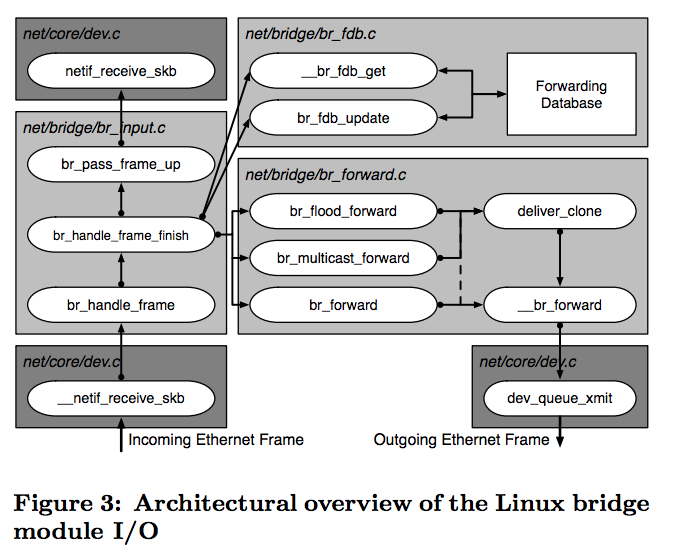 net/core/dev.c
netif_receive_skb
net/bridge/br_fdb.c
__br_fdb_get
br_fdb_update
Forwarding
Database
net/bridge/br_input.c
br_pass_frame_up
br_handle_frame_finish
br_handle_frame
net/bridge/br_forward.c
br_flood_forward
deliver_clone
br_multicast_forward
br_forward
__br_forward
net/core/dev.c
__netif_receive_skb
net/core/dev.c
dev_queue_xmit
Incoming Ethernet Frame
Outgoing Ethernet Frame
Figure 3: Architectural overview of the Linux bridge
module I/O